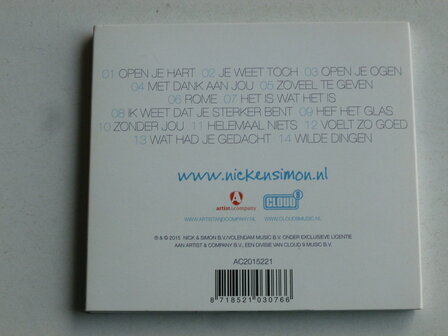 01 OPEN JE HART 02 JE WEET TOCH 03 OPEN JE OGEN
04 MET DANK AAN JOU 05 ZOVEEL TE GEVEN
06 ROME 07 HET IS WAT HET IS
08 IK WEET DAT JE STERKER BENT 09 HEF HET GLAS
10 ZONDER JOU 11 HELEMAAL NIETS 12 VOELT ZO GOED
13 WAT HAD JE GEDACHT 14 WILDE DINGEN
www.nickensimon.nl
A artist&company CLOUD 9
WWW.ARTISTANDCOMPANY.NL WWW.CLOUD9MUSIC.NL
℗ & © 2015 NICK & SIMON B.V./VOLENDAM MUSIC B.V. ONDER EXCLUSIEVE LICENTIE
AAN ARTIST & COMPANY B.V., EEN DIVISIE VAN CLOUD 9 MUSIC B.V.
AC2015221
8 718521 030766